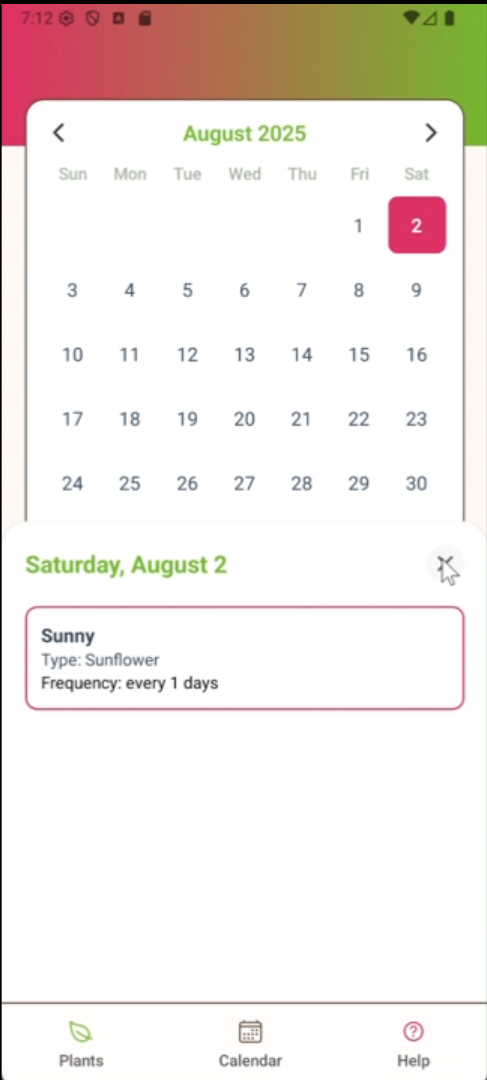 7:12
August 2025
Sun Mon Tue Wed Thu Fri Sat
1 2
3 4 5 6 7 8 9
10 11 12 13 14 15 16
17 18 19 20 21 22 23
24 25 26 27 28 29 30
Saturday, August 2
Sunny
Type: Sunflower
Frequency: every 1 days
Plants Calendar Help